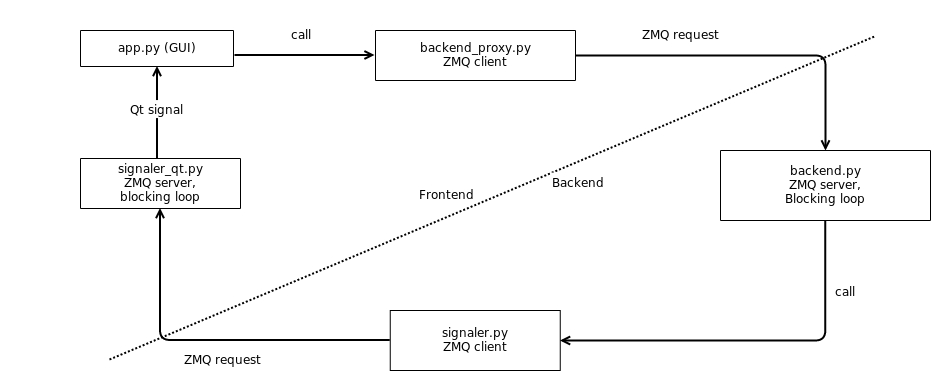 call
ZMQ request
app.py (GUI)
backend_proxy.py
ZMQ client
Qt signal
signaler_qt.py
ZMQ server,
blocking loop
Frontend
Backend
backend.py
ZMQ server,
Blocking loop
call
signaler.py
ZMQ client
ZMQ request